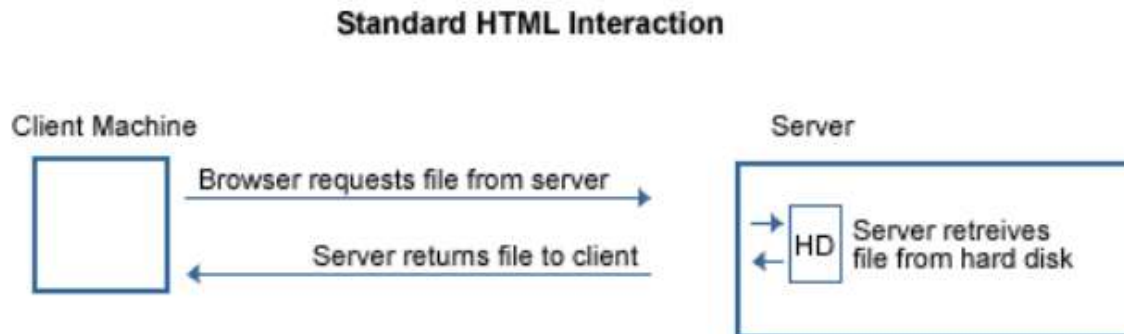 Standard HTML Interaction
Client Machine
Server
Browser requests file from server
Server returns file to client
HD
Server retreives
file from hard disk